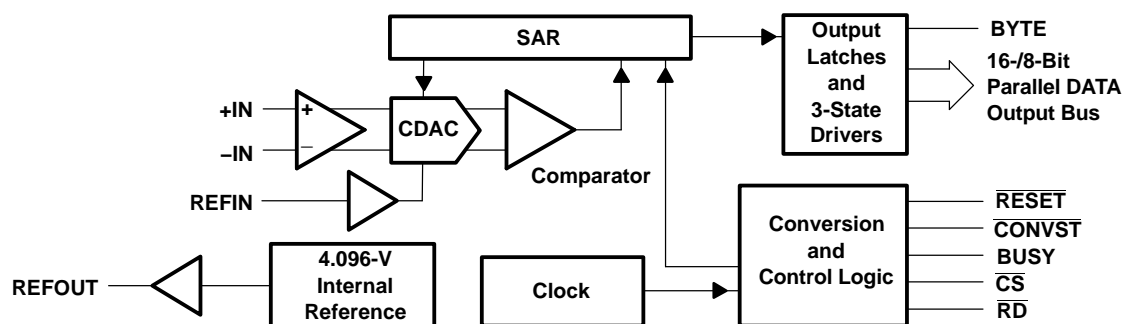 SAR
Output
Latches
and
3-State
Drivers
BYTE
16-/8-Bit
Parallel DATA
Output Bus
+IN
–IN
+
–
CDAC
Comparator
REFIN
REFOUT
4.096-V
Internal
Reference
Clock
Conversion
and
Control Logic
RESET
CONVST
BUSY
CS
RD